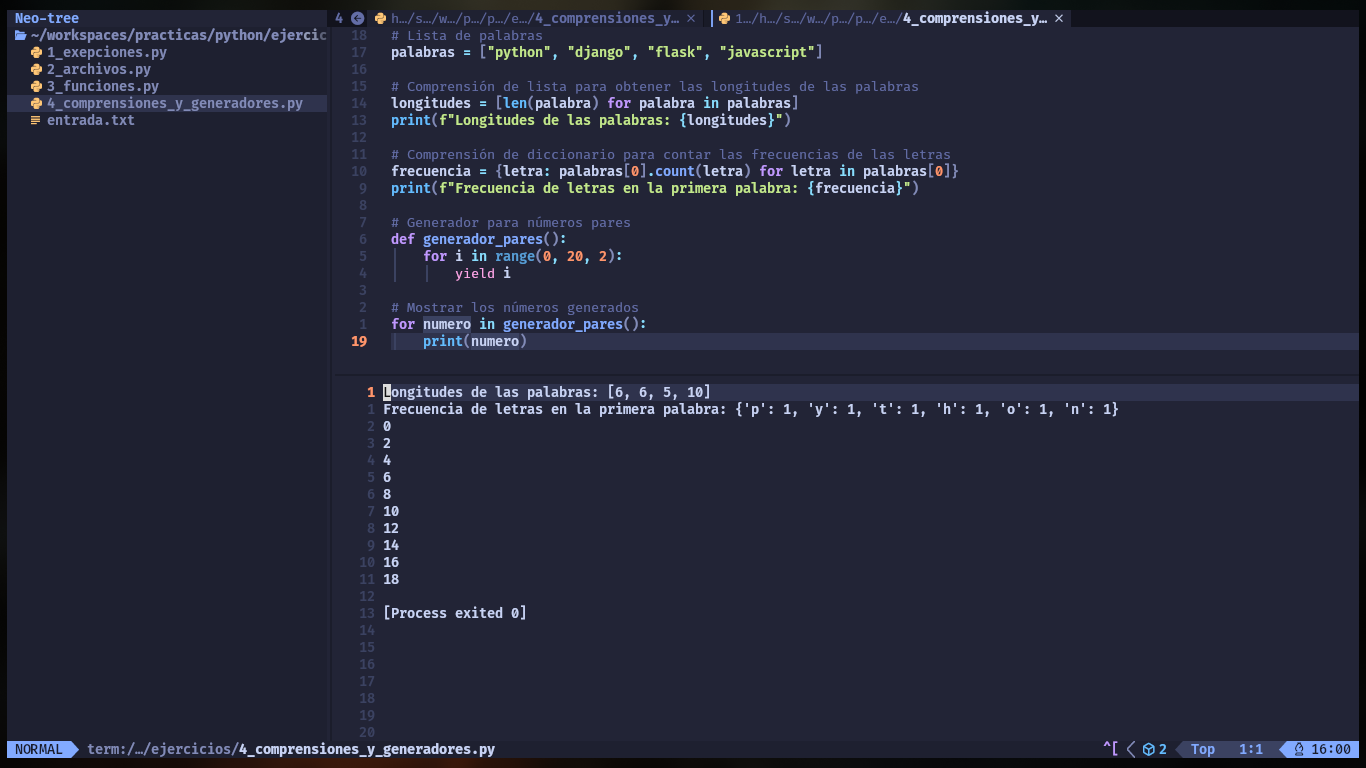 Neo-tree
~/workspaces/practicas/python/ejercic
1_exepciones.py
2_archivos.py
3_funciones.py
4_comprensiones_y_generadores.py
entrada.txt
4 h…/s…/w…/p…/p…/e…/4_comprensiones_y… × 1…/h…/s…/w…/p…/p…/e…/4_comprensiones_y… ×
18 # Lista de palabras
17 palabras = ["python", "django", "flask", "javascript"]
16
15 # Comprensión de lista para obtener las longitudes de las palabras
14 longitudes = [len(palabra) for palabra in palabras]
13 print(f"Longitudes de las palabras: {longitudes}")
12
11 # Comprensión de diccionario para contar las frecuencias de las letras
10 frecuencia = {letra: palabras[0].count(letra) for letra in palabras[0]}
9 print(f"Frecuencia de letras en la primera palabra: {frecuencia}")
8
7 # Generador para números pares
6 def generador_pares():
5 for i in range(0, 20, 2):
4 yield i
3
2 # Mostrar los números generados
1 for numero in generador_pares():
19 print(numero)
1 Longitudes de las palabras: [6, 6, 5, 10]
1 Frecuencia de letras en la primera palabra: {'p': 1, 'y': 1, 't': 1, 'h': 1, 'o': 1, 'n': 1}
2 0
3 2
4 4
5 6
6 8
7 10
8 12
9 14
10 16
11 18
12
13 [Process exited 0]
14
15
16
17
18
19
20
NORMAL term:/…/ejercicios/4_comprensiones_y_generadores.py ^[ 2 Top 1:1 16:00